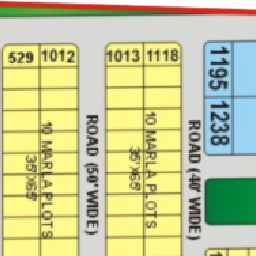 529 1012
1013 1118
1195 1238
10 MARLA PLOTS
35'X65'
ROAD (50' WIDE)
10 MARLA PLOTS
35'X65'
ROAD (40' WIDE)